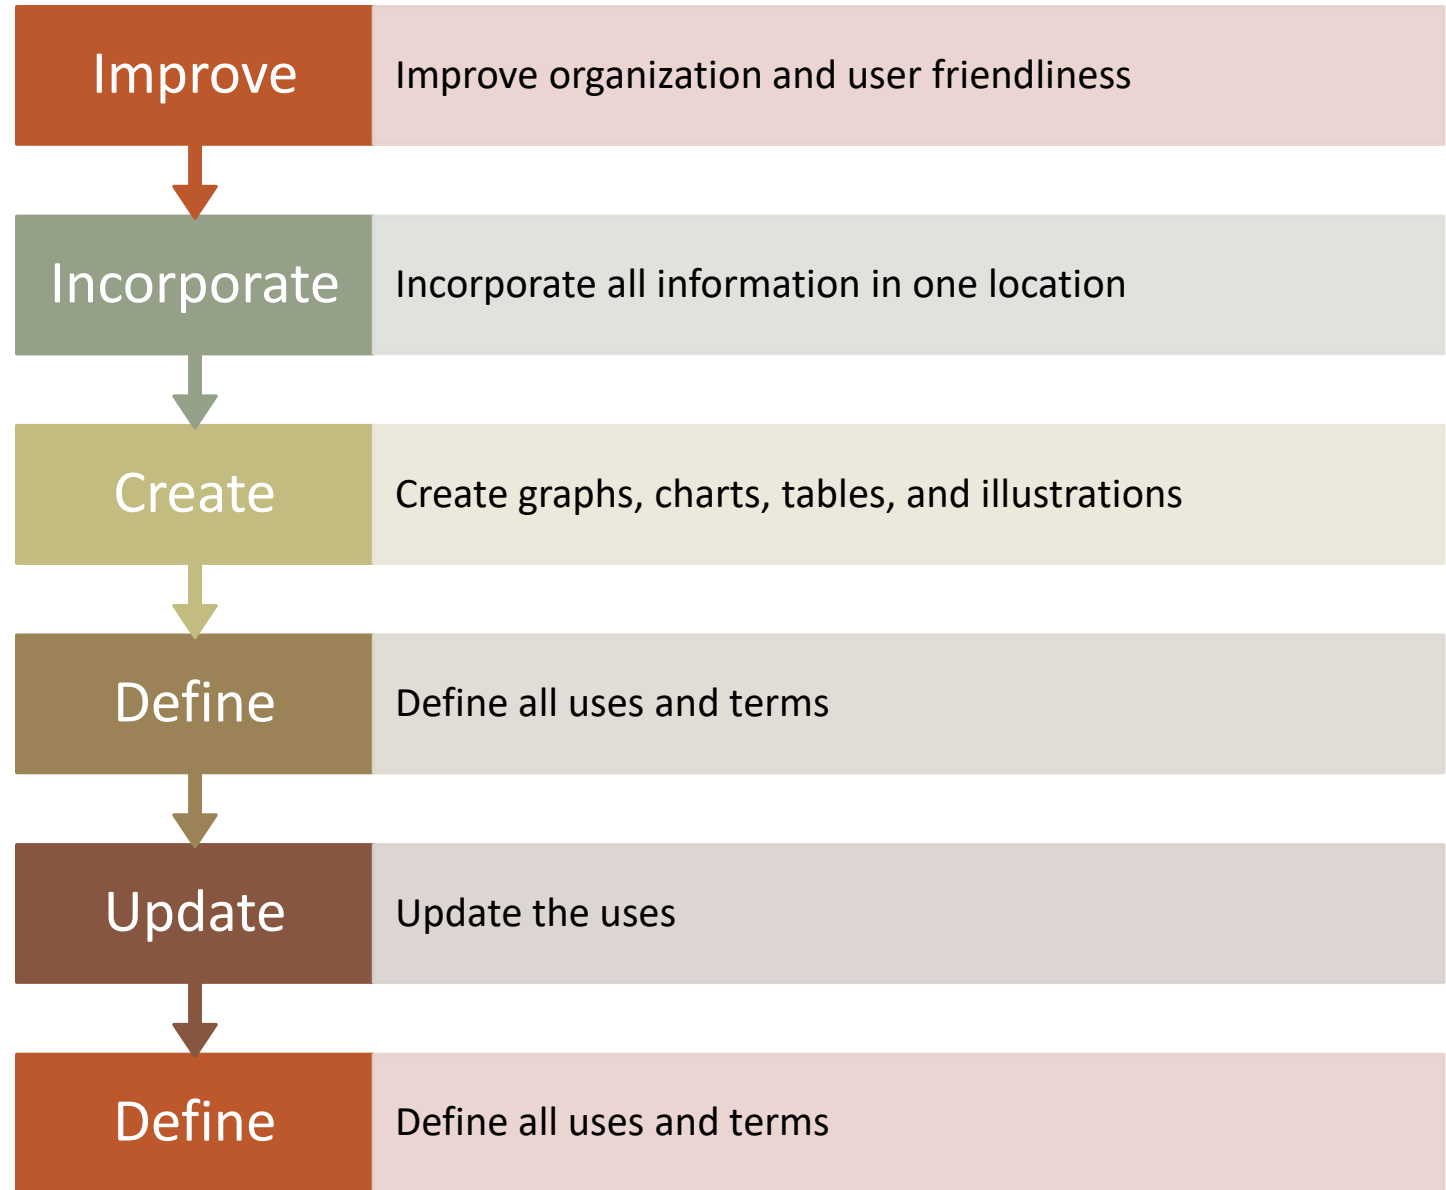 Improve
Improve organization and user friendliness
Incorporate
Incorporate all information in one location
Create
Create graphs, charts, tables, and illustrations
Define
Define all uses and terms
Update
Update the uses
Define
Define all uses and terms